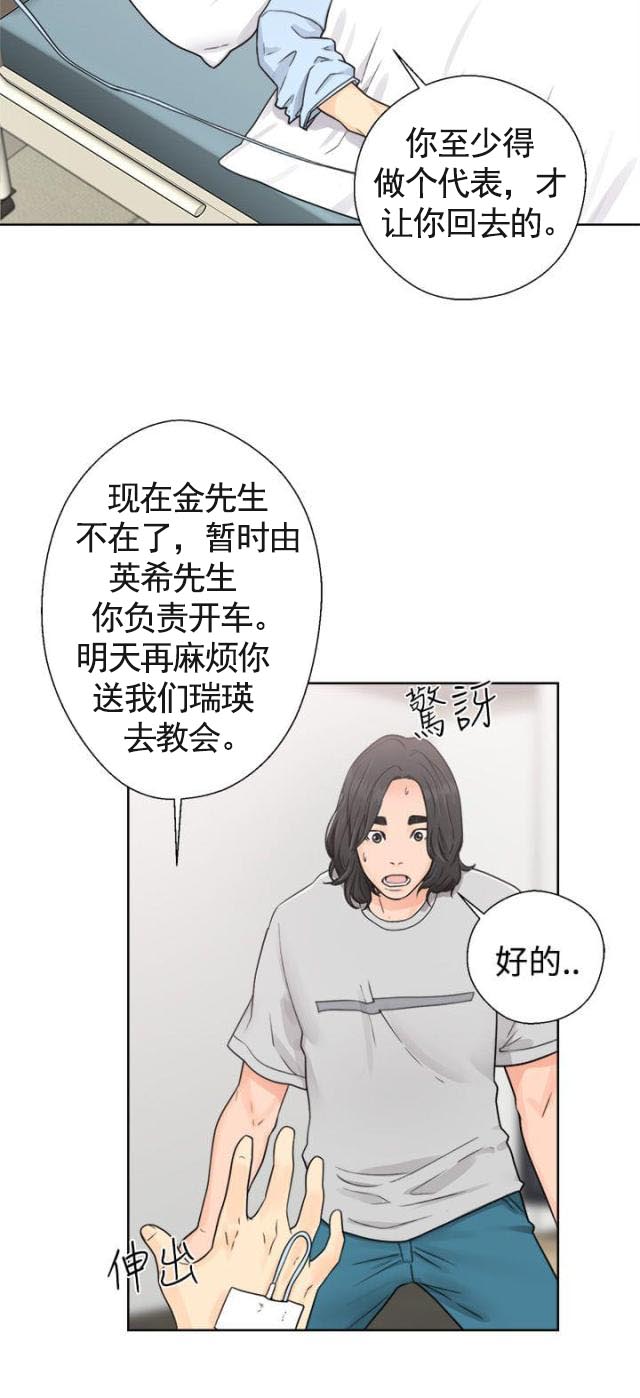 你至少得
做个代表，才
让你回去的。
现在金先生
不在了，暂时由
英希先生
你负责开车。
明天再麻烦你
送我们瑞瑛
去教会。
驚訝
好的..
伸出